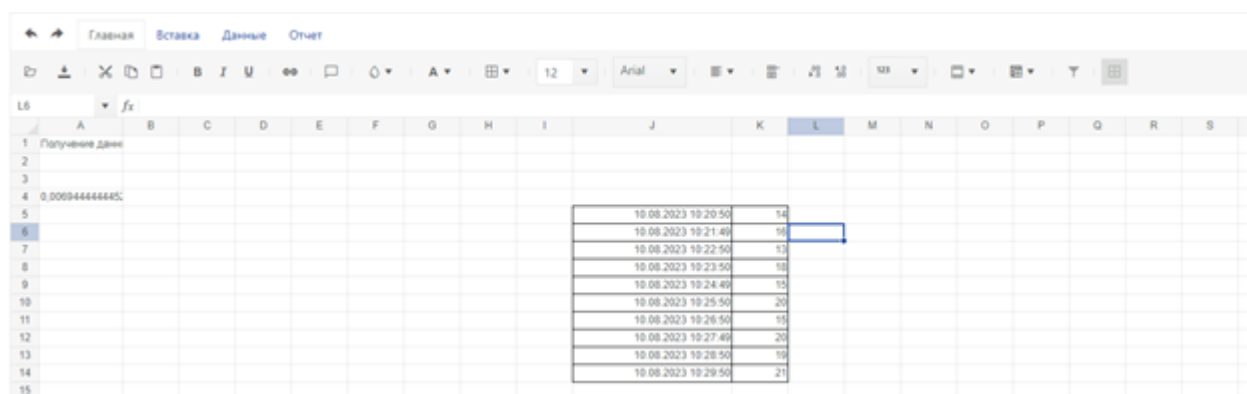 Главная Вставка Данные Отчет
B I U A 12 Arial 123
L6 fx
A B C D E F G H I J K L M N O P Q R S
1 Получение данн
2
3
4 0,0069444444445
5 10.08.2023 10:20:50 14
6 10.08.2023 10:21:49 16
7 10.08.2023 10:22:50 13
8 10.08.2023 10:23:50 18
9 10.08.2023 10:24:49 15
10 10.08.2023 10:25:50 20
11 10.08.2023 10:26:50 15
12 10.08.2023 10:27:49 20
13 10.08.2023 10:28:50 19
14 10.08.2023 10:29:50 21
15